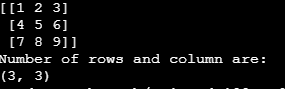 [[1 2 3]
 [4 5 6]
 [7 8 9]]
Number of rows and column are:
(3, 3)